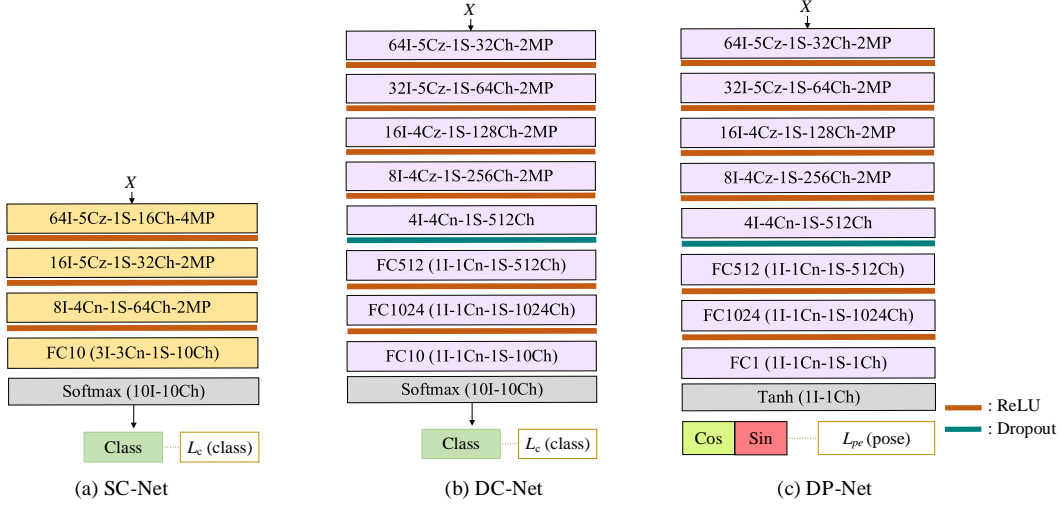 X
64I-5Cz-1S-16Ch-4MP
16I-5Cz-1S-32Ch-2MP
8I-4Cn-1S-64Ch-2MP
FC10 (3I-3Cn-1S-10Ch)
Softmax (10I-10Ch)
Class
Lc (class)
(a) SC-Net
X
64I-5Cz-1S-32Ch-2MP
32I-5Cz-1S-64Ch-2MP
16I-4Cz-1S-128Ch-2MP
8I-4Cz-1S-256Ch-2MP
4I-4Cn-1S-512Ch
FC512 (1I-1Cn-1S-512Ch)
FC1024 (1I-1Cn-1S-1024Ch)
FC10 (1I-1Cn-1S-10Ch)
Softmax (10I-10Ch)
Class
Lc (class)
(b) DC-Net
X
64I-5Cz-1S-32Ch-2MP
32I-5Cz-1S-64Ch-2MP
16I-4Cz-1S-128Ch-2MP
8I-4Cz-1S-256Ch-2MP
4I-4Cn-1S-512Ch
FC512 (1I-1Cn-1S-512Ch)
FC1024 (1I-1Cn-1S-1024Ch)
FC1 (1I-1Cn-1S-1Ch)
Tanh (1I-1Ch)
Cos
Sin
Lpe (pose)
(c) DP-Net
: ReLU
: Dropout